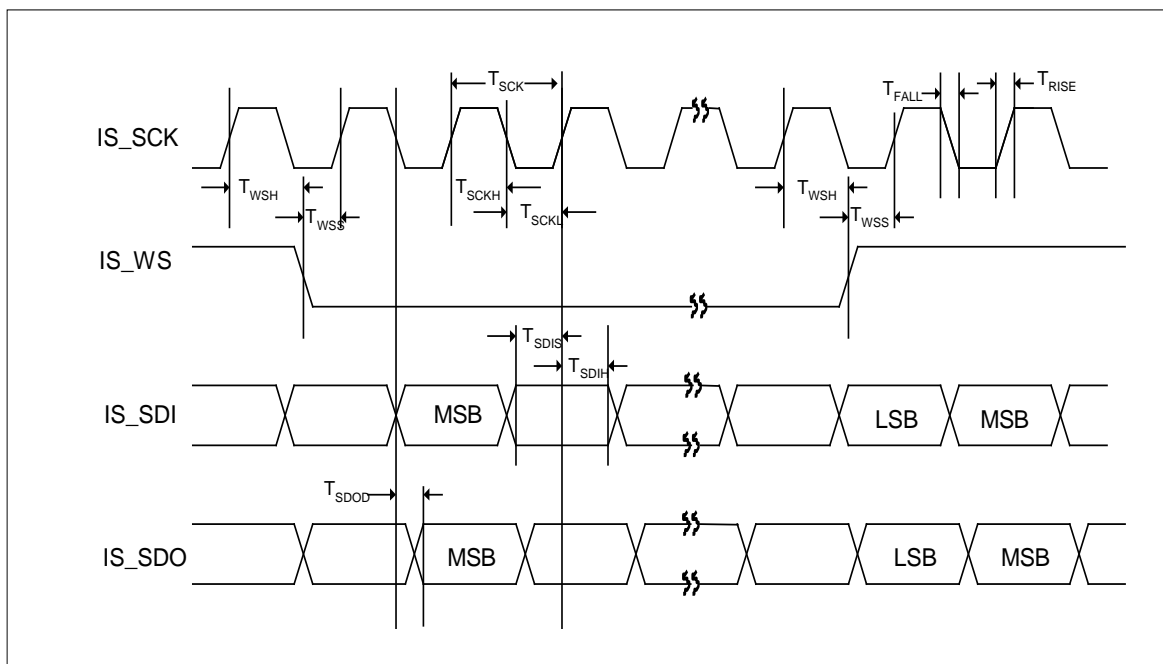 T_SCK
T_FALL
T_RISE
IS_SCK
T_WSH
T_SCKH
T_WSH
T_WSS
T_SCKL
T_WSS
IS_WS
T_SDIS
T_SDIH
IS_SDI
MSB
LSB
MSB
T_SDOD
IS_SDO
MSB
LSB
MSB